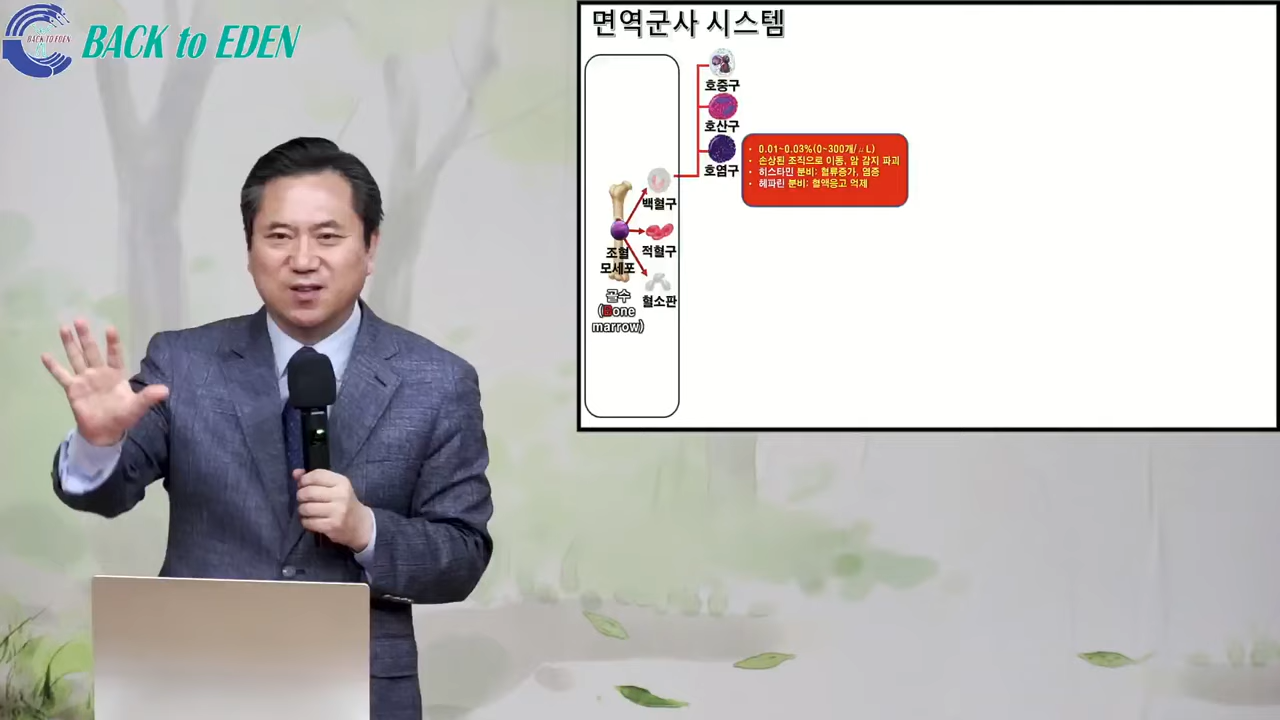 BACK TO EDEN
BACK to EDEN
면역군사 시스템
호중구
호산구
호염구
• 0.01~0.03%(0~300개/㎕)
• 손상된 조직으로 이동, 암 감지 파괴
• 히스타민 분비: 혈류증가, 염증
• 헤파린 분비: 혈액응고 억제
백혈구
적혈구
혈소판
조혈
모세포
골수
(Bone
marrow)